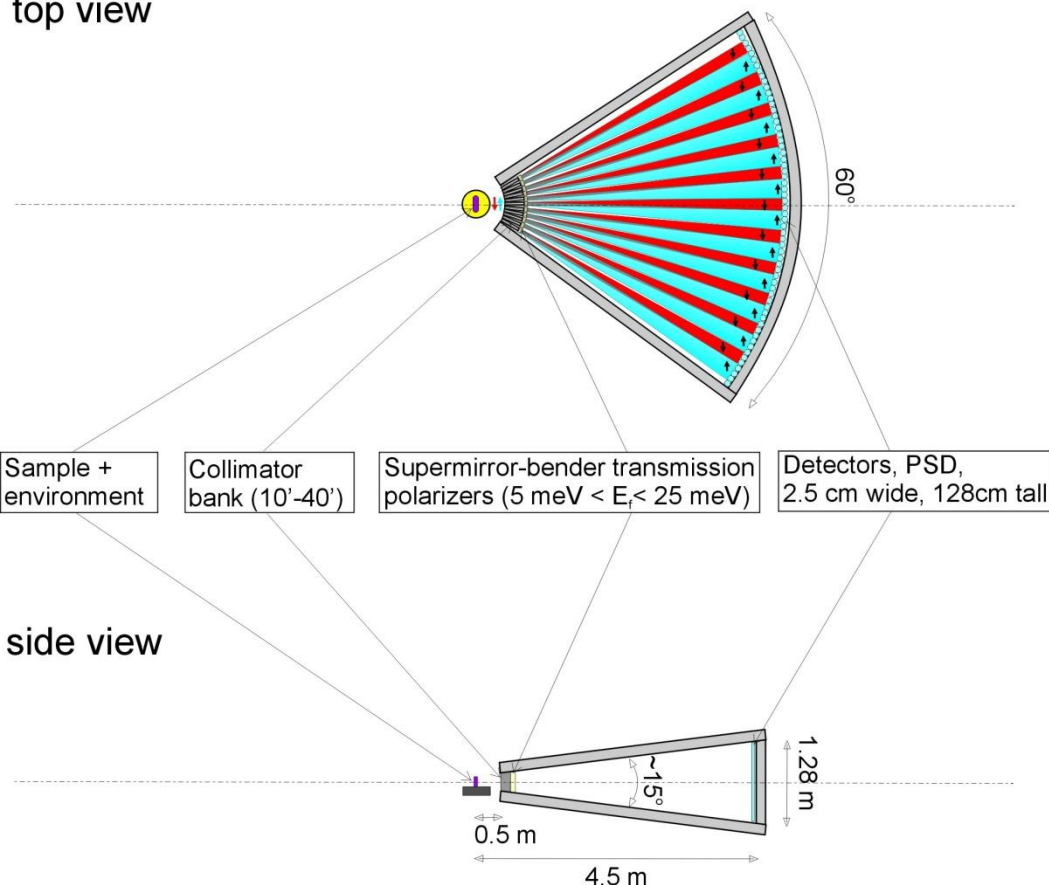 top view
60°
Sample +
environment
Collimator
bank (10'-40')
Supermirror-bender transmission
polarizers (5 meV < Ef< 25 meV)
Detectors, PSD,
2.5 cm wide, 128cm tall
side view
~15°
1.28 m
0.5 m
4.5 m